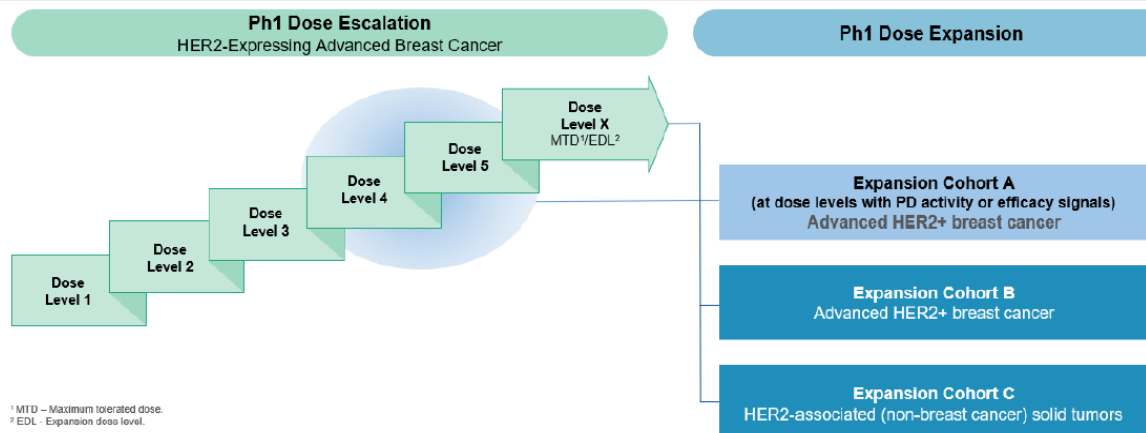 Ph1 Dose Escalation
HER2-Expressing Advanced Breast Cancer
Ph1 Dose Expansion
Dose
Level 1
Dose
Level 2
Dose
Level 3
Dose
Level 4
Dose
Level 5
Dose
Level X
MTD¹/EDL²
Expansion Cohort A
(at dose levels with PD activity or efficacy signals)
Advanced HER2+ breast cancer
Expansion Cohort B
Advanced HER2+ breast cancer
Expansion Cohort C
HER2-associated (non-breast cancer) solid tumors
¹ MTD – Maximum tolerated dose.
² EDL - Expansion dose level.